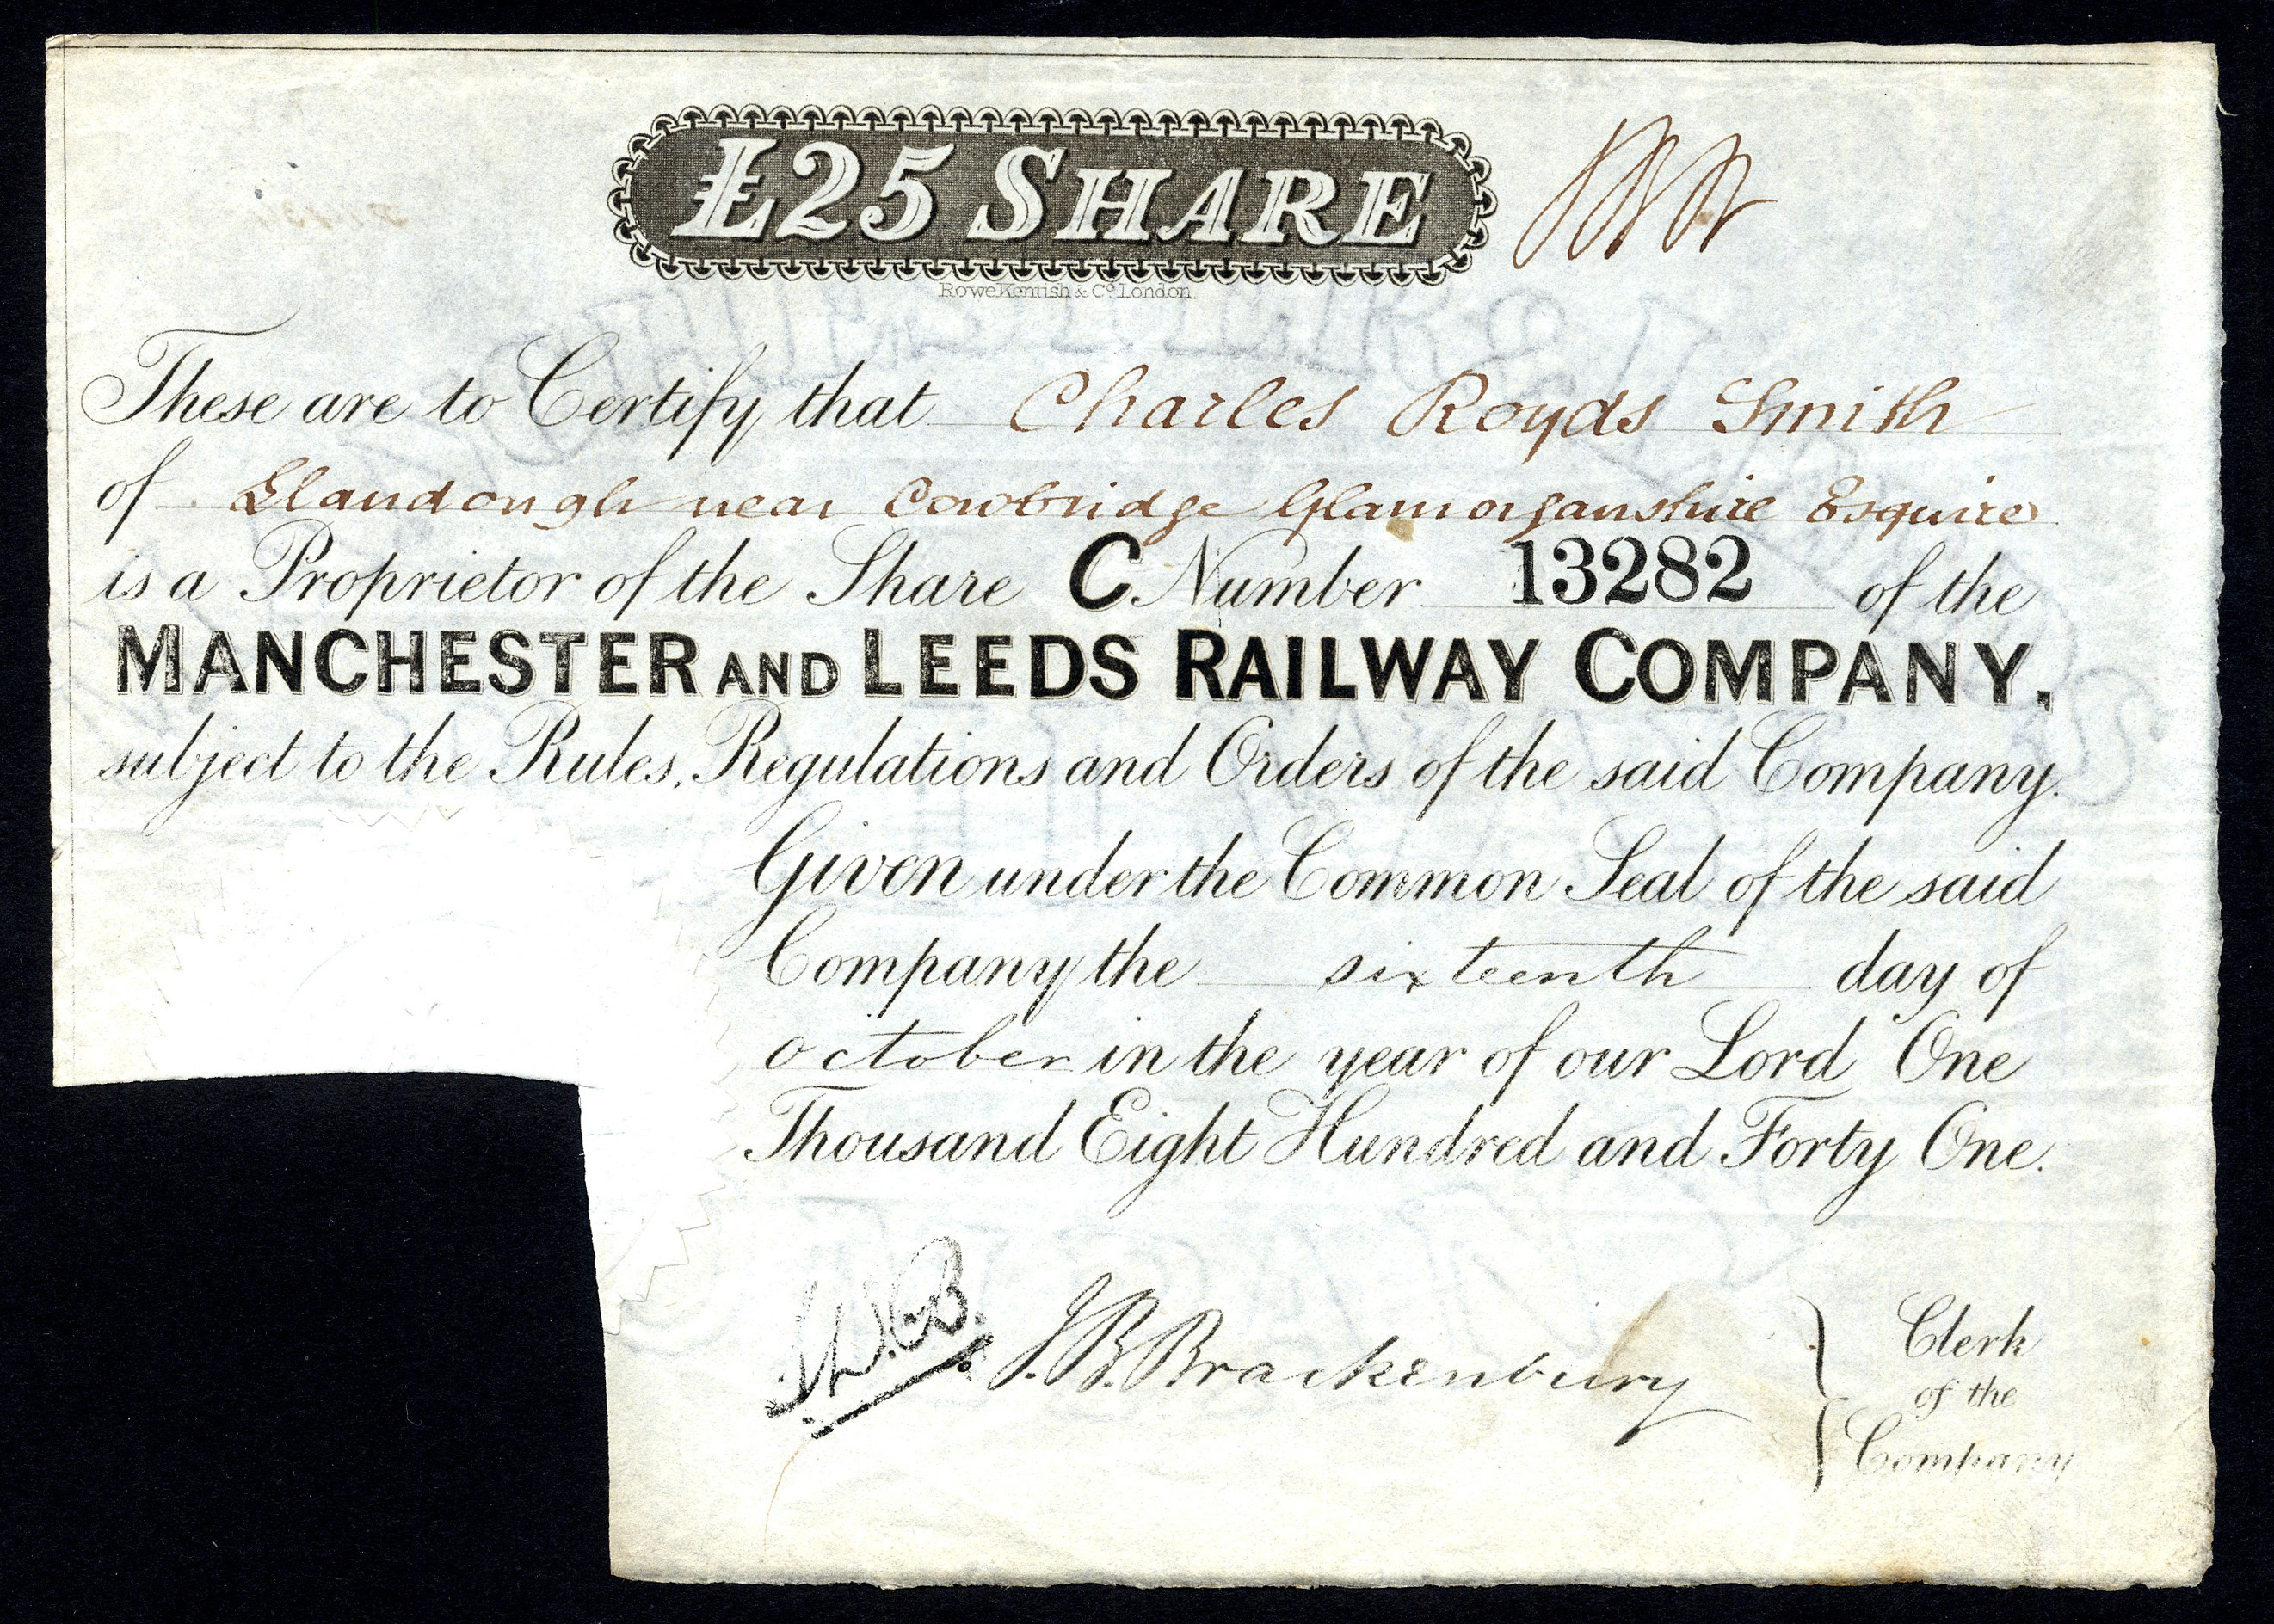 £25 SHARE
Rowe Kentish & Co. London.
These are to Certify that Charles Royds Smith
of Llandough near Cowbridge Glamorganshire Esquire
is a Proprietor of the Share C Number 13282 of the
MANCHESTER AND LEEDS RAILWAY COMPANY,
subject to the Rules, Regulations and Orders of the said Company.
Given under the Common Seal of the said
Company the sixteenth day of
October in the year of our Lord One
Thousand Eight Hundred and Forty One.
J. B. Brackenbury
Clerk
of the
Company